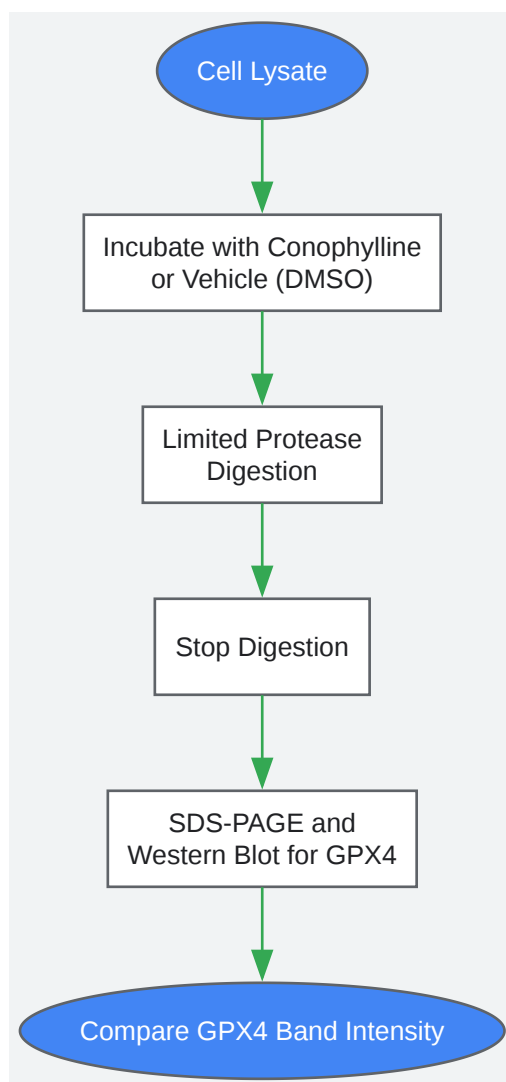 Cell Lysate
Incubate with Conophylline
or Vehicle (DMSO)
Limited Protease
Digestion
Stop Digestion
SDS-PAGE and
Western Blot for GPX4
Compare GPX4 Band Intensity